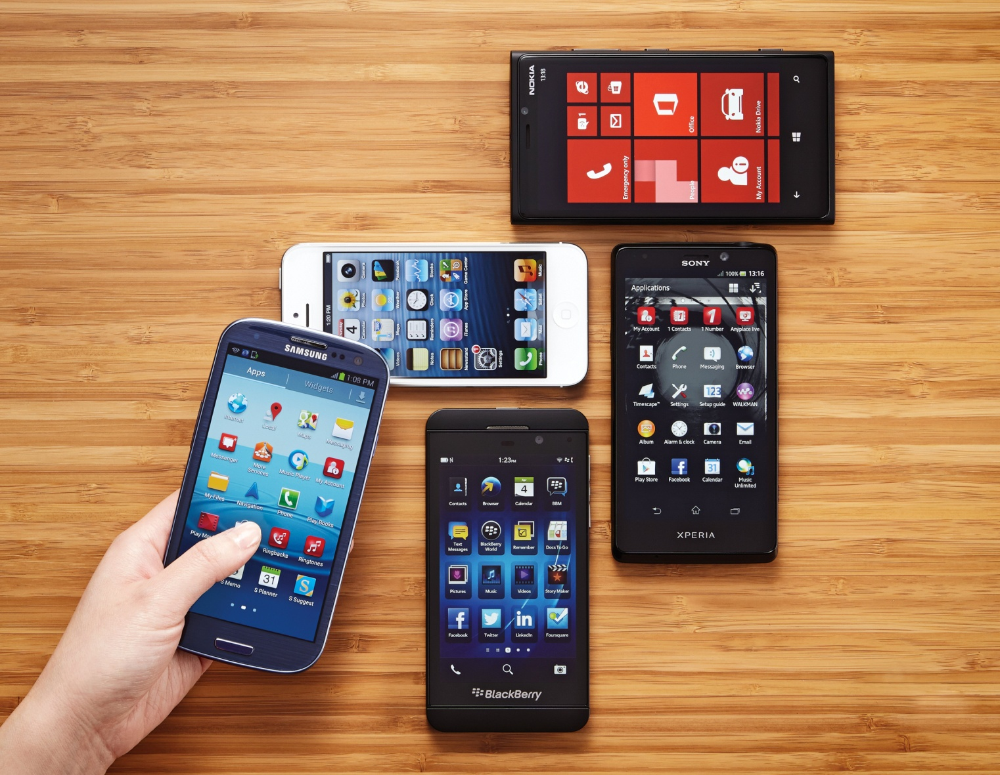 NOKIA
13:18
1
Office
Nokia Drive
Emergency only
People
My Account
Camera
Passbook
Stocks
Game Center
Music
Photos
Weather
Clock
App Store
Safari
1:20 PM
Thursday
4
Calendar
Maps
Reminders
iTunes
Mail
Videos
Notes
Newsstand
1
Settings
Phone
SONY
100% 13:16
Applications
My Account 1 Contacts 1 Number Anyplace live
Contacts Phone Messaging Browser
123
Timescape™ Settings Setup guide WALKMAN
Album Alarm & clock Camera Email
31
Play Store Facebook Calendar Music
Unlimited
XPERIA
SAMSUNG
1:08 PM
Apps Widgets
Internet Local Maps Messaging
Messenger More
Services Music Player My Account
My Files Navigation Phone Play Books
Ringbacks Ringtones
31
S Memo S Planner S Suggest
N 1:23PM
4
Contacts Browser Calendar BBM
Text
Messages BlackBerry
World Remember Docs To Go
Pictures Music Videos Story Maker
f in
Facebook Twitter LinkedIn Foursquare
1
BlackBerry